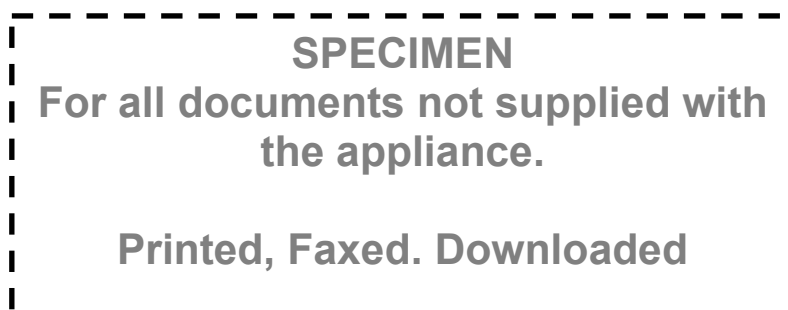 SPECIMEN
For all documents not supplied with
the appliance.
Printed, Faxed. Downloaded